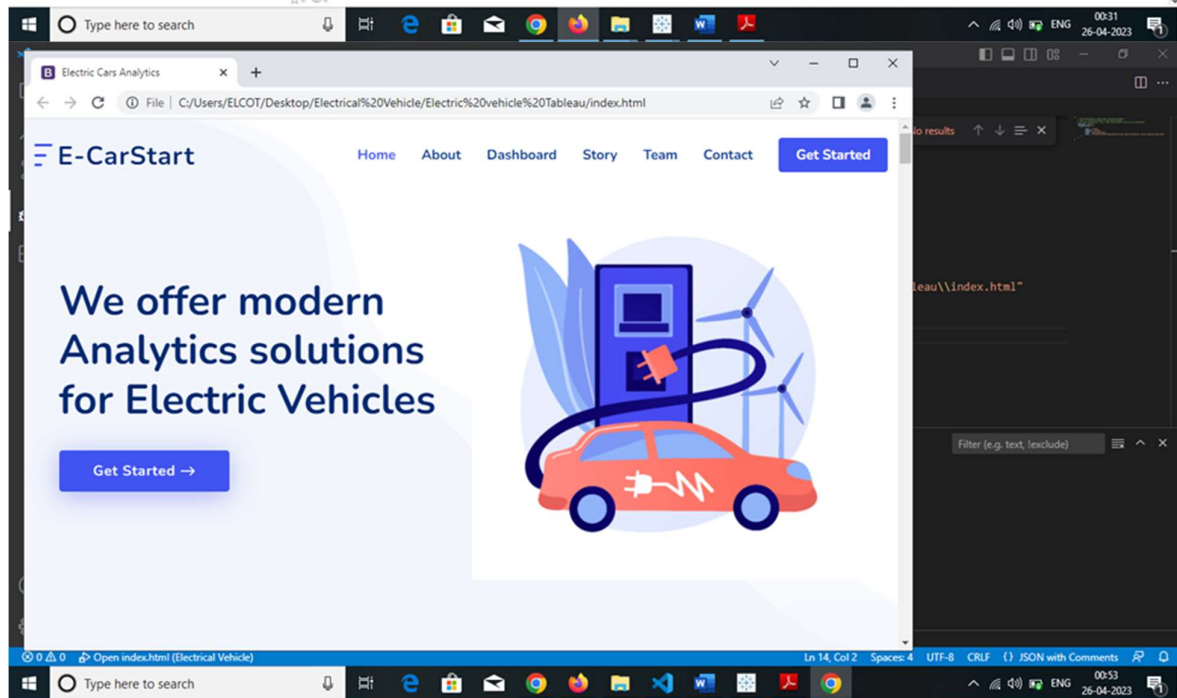 Type here to search
ENG
00:31
26-04-2023
Electric Cars Analytics
File | C:/Users/ELCOT/Desktop/Electrical%20Vehicle/Electric%20vehicle%20Tableau/index.html
No results
E-CarStart
Home About Dashboard Story Team Contact Get Started
We offer modern
Analytics solutions
for Electric Vehicles
Get Started →
leau\\index.html"
Filter (e.g. text, !exclude)
0 0 Open index.html (Electrical Vehicle) Ln 14, Col 2 Spaces: 4 UTF-8 CRLF {} JSON with Comments
Type here to search
ENG
00:53
26-04-2023